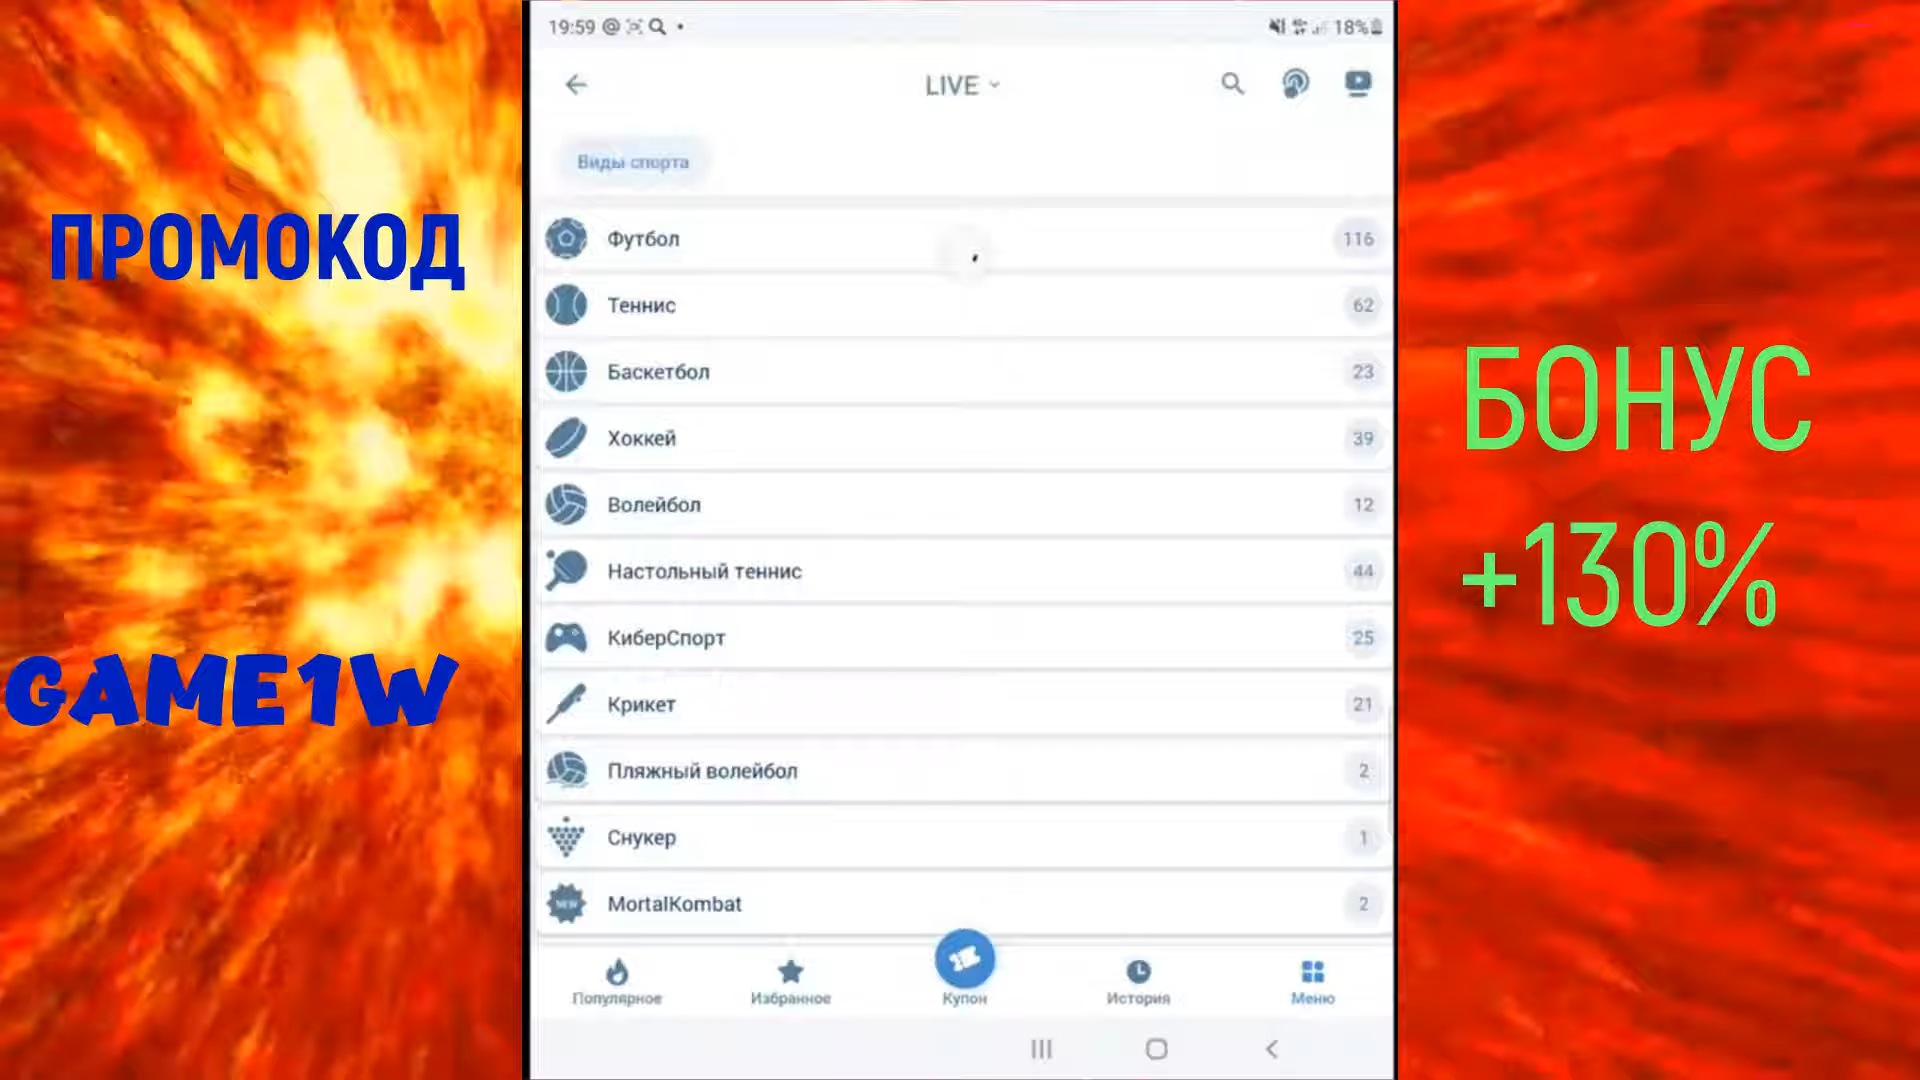 19:59
18%
LIVE
Виды спорта
ПРОМОКОД
GAME1W
Футбол 116
Теннис 62
Баскетбол 23
Хоккей 39
Волейбол 12
Настольный теннис 44
КиберСпорт 25
Крикет 21
Пляжный волейбол 2
Снукер 1
NEW
MortalKombat 2
Популярное
Избранное
Купон
История
Меню
БОНУС
+130%